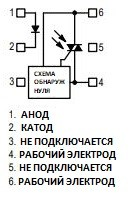 1
6
2
5
3
4
СХЕМА
ОБНАРУЖ
НУЛЯ
1. АНОД
2. КАТОД
3. НЕ ПОДКЛЮЧАЕТСЯ
4. РАБОЧИЙ ЭЛЕКТРОД
5. НЕ ПОДКЛЮЧАЕТСЯ
6. РАБОЧИЙ ЭЛЕКТРОД